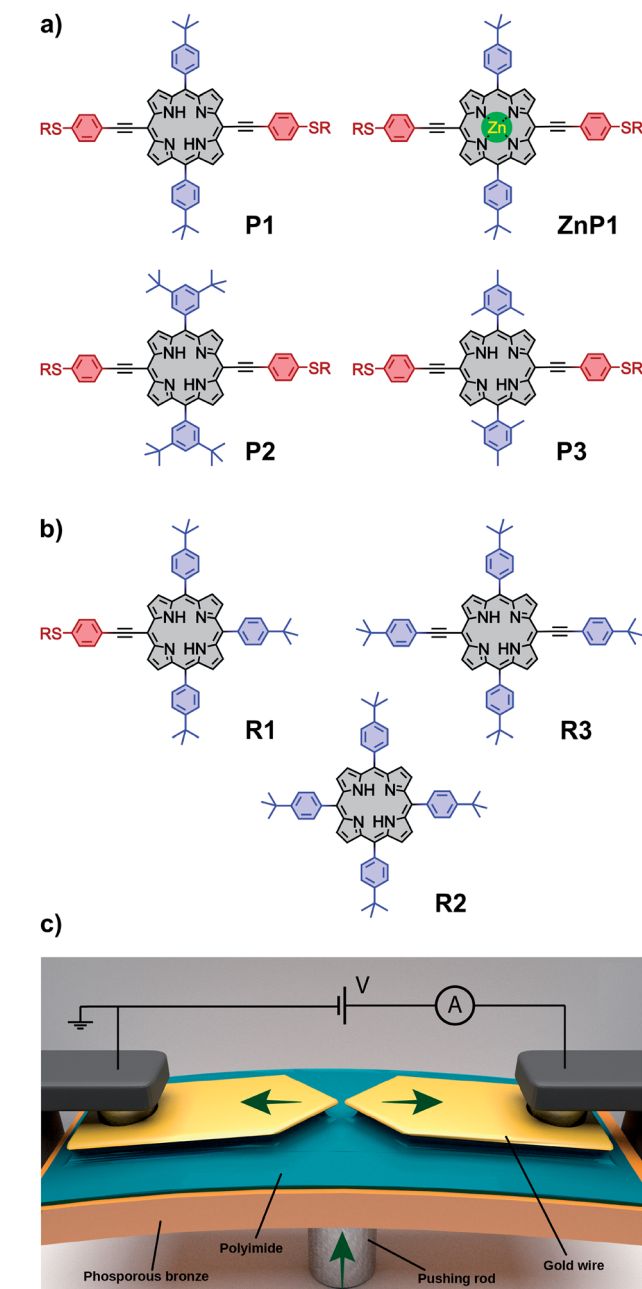 a)
RS NH N N HN SR
RS N N Zn N N SR
P1 ZnP1
RS NH N N HN SR
RS NH N N HN SR
P2 P3
b)
RS NH N N HN
NH N N HN
R1 R3
NH N
N HN
R2
c)
V A
Polyimide
Gold wire
Phosporous bronze
Pushing rod